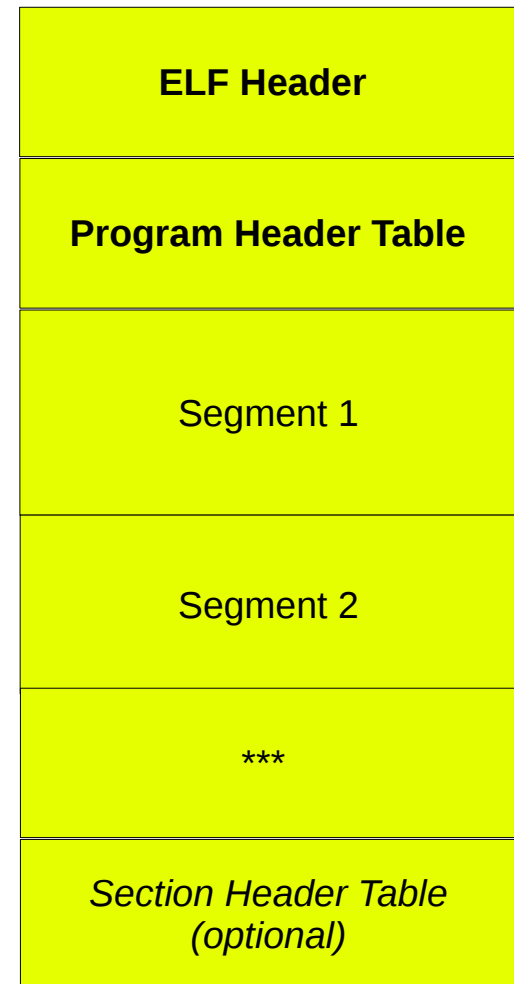 ELF Header
Program Header Table
Segment 1
Segment 2
***
Section Header Table
(optional)